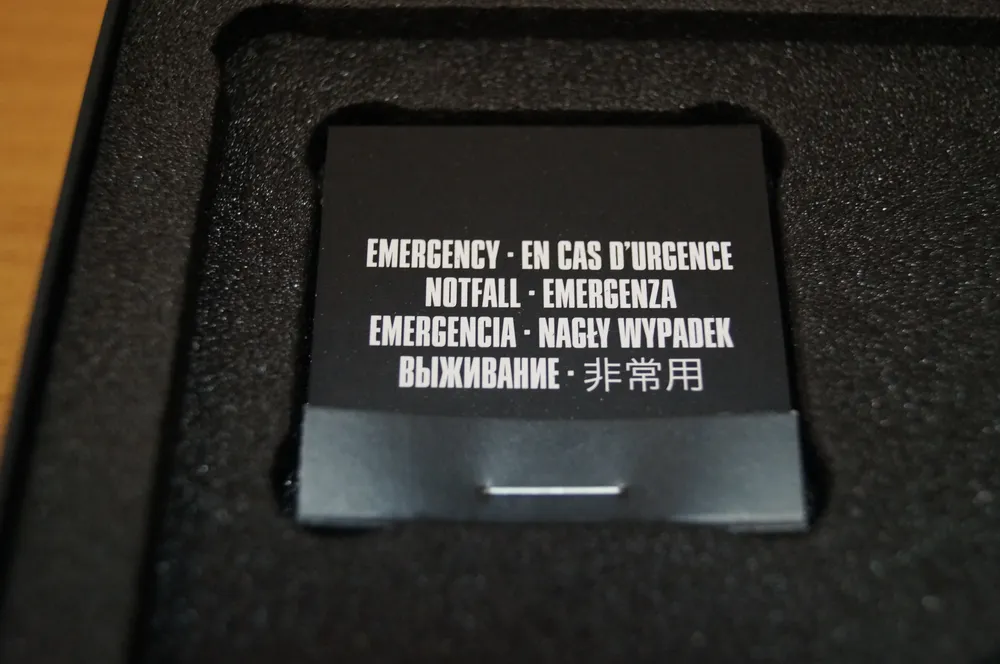 EMERGENCY · EN CAS D'URGENCE
NOTFALL · EMERGENZA
EMERGENCIA · NAGŁY WYPADEK
ВЫЖИВАНИЕ · 非常用